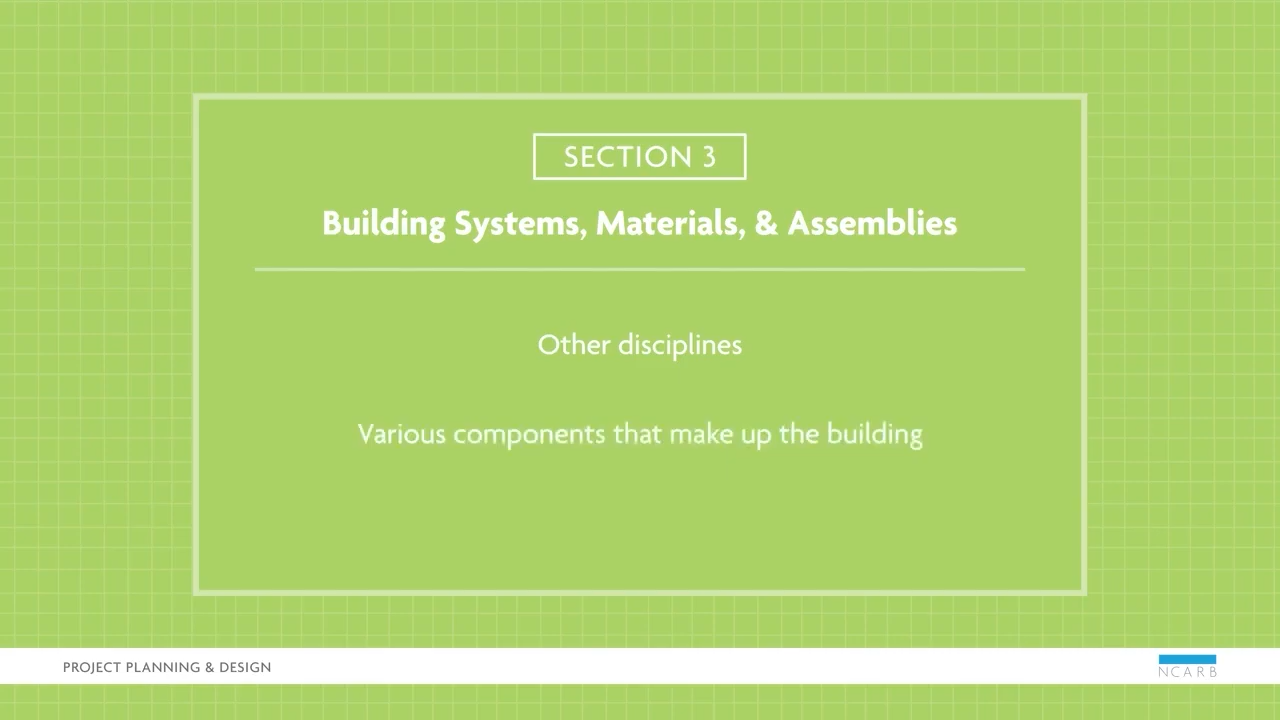 SECTION 3
Building Systems, Materials, & Assemblies
Other disciplines
Various components that make up the building
PROJECT PLANNING & DESIGN
NCARB